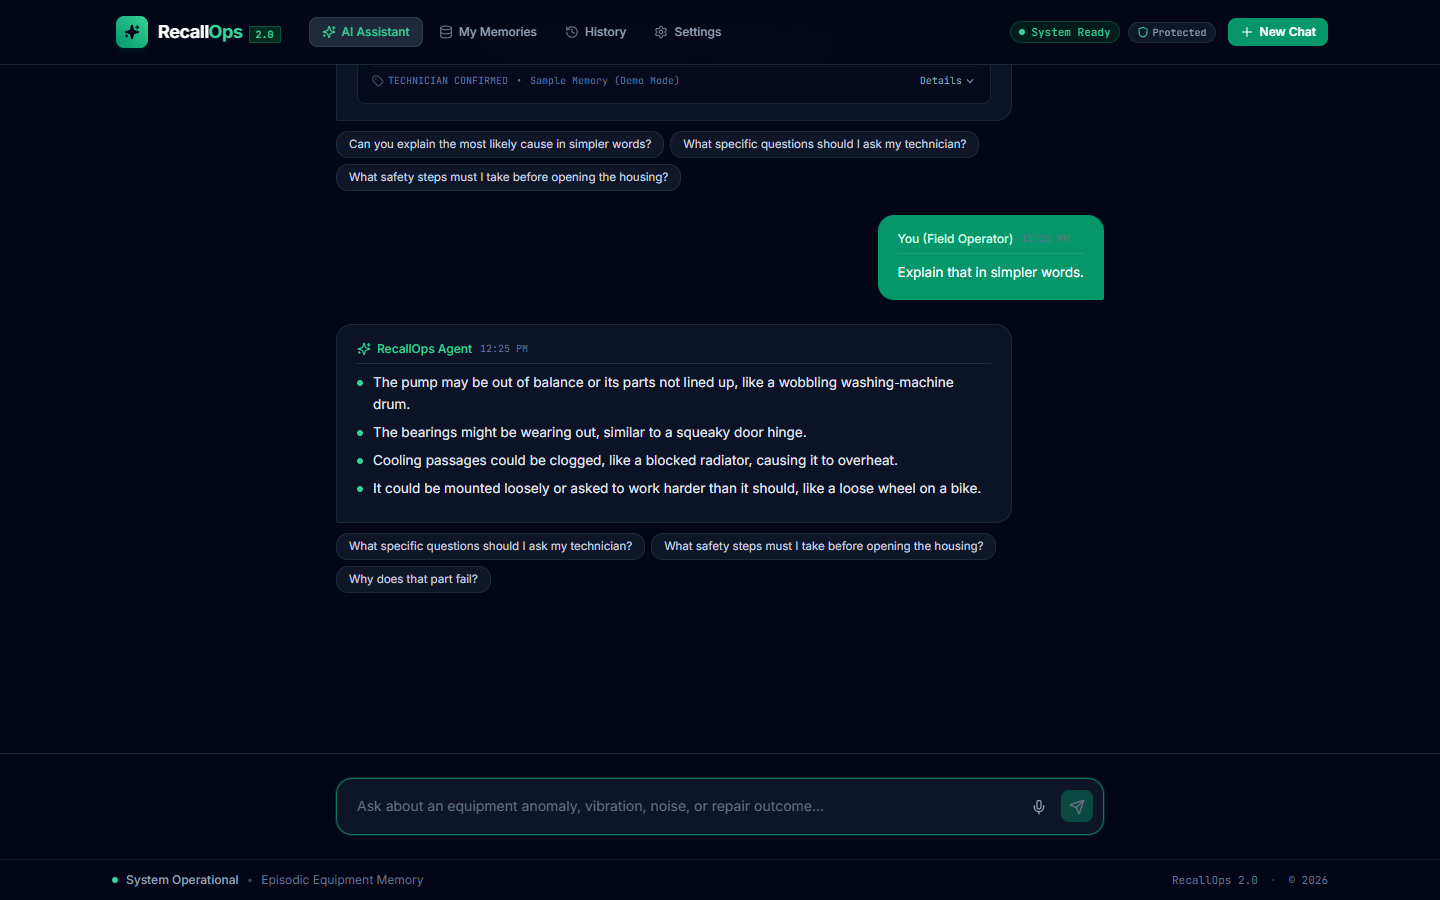 RecallOps 2.0
AI Assistant
My Memories
History
Settings
System Ready
Protected
New Chat
TECHNICIAN CONFIRMED • Sample Memory (Demo Mode)
Details
Can you explain the most likely cause in simpler words?
What specific questions should I ask my technician?
What safety steps must I take before opening the housing?
You (Field Operator) 12:25 PM
Explain that in simpler words.
RecallOps Agent 12:25 PM
The pump may be out of balance or its parts not lined up, like a wobbling washing-machine
drum.
The bearings might be wearing out, similar to a squeaky door hinge.
Cooling passages could be clogged, like a blocked radiator, causing it to overheat.
It could be mounted loosely or asked to work harder than it should, like a loose wheel on a bike.
What specific questions should I ask my technician?
What safety steps must I take before opening the housing?
Why does that part fail?
Ask about an equipment anomaly, vibration, noise, or repair outcome...
System Operational • Episodic Equipment Memory
RecallOps 2.0 · © 2026